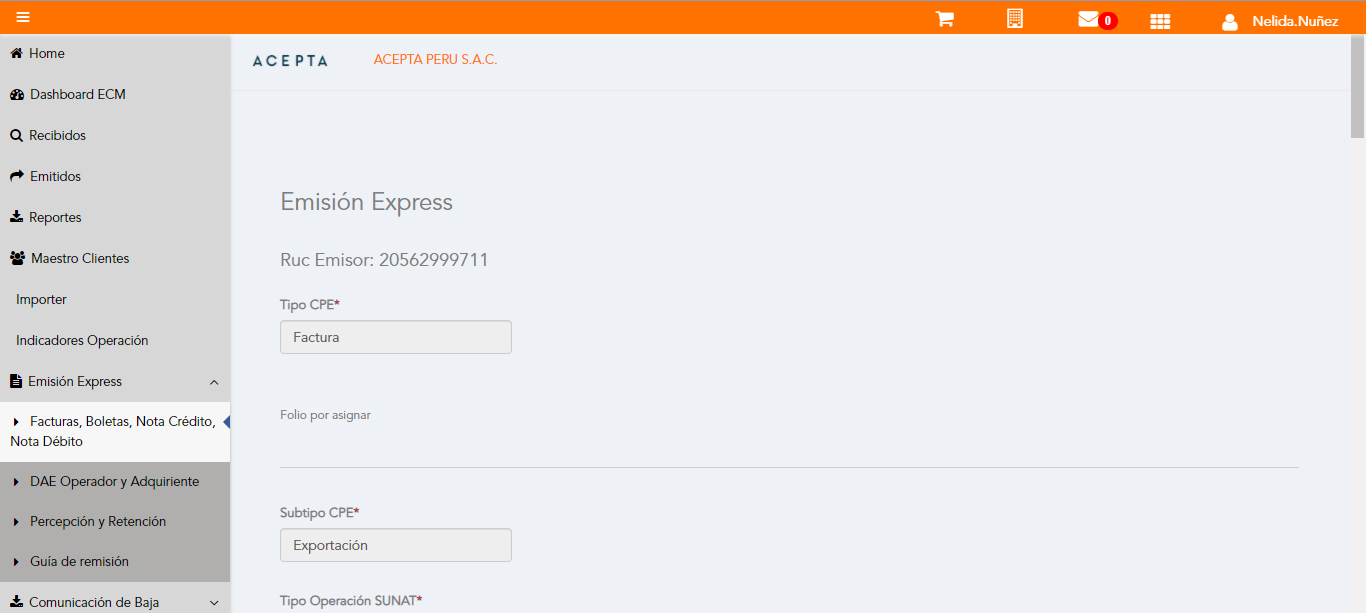 0
Nelida.Nuñez
Home
Dashboard ECM
Recibidos
Emitidos
Reportes
Maestro Clientes
Importer
Indicadores Operación
Emisión Express
Facturas, Boletas, Nota Crédito,
Nota Débito
DAE Operador y Adquiriente
Percepción y Retención
Guía de remisión
Comunicación de Baja
ACEPTA
ACEPTA PERU S.A.C.
Emisión Express
Ruc Emisor: 20562999711
Tipo CPE*
Factura
Folio por asignar
Subtipo CPE*
Exportación
Tipo Operación SUNAT*